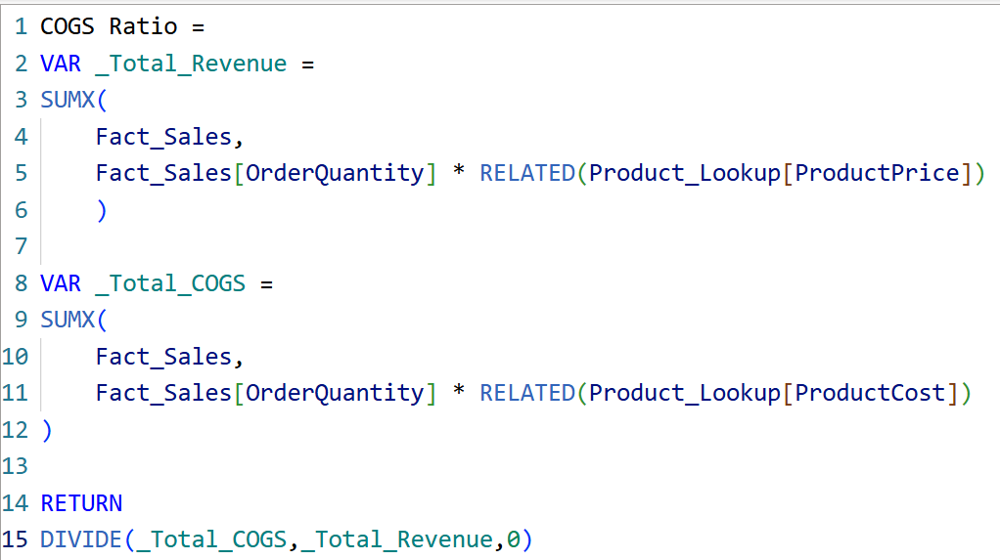 1 COGS Ratio =
2 VAR _Total_Revenue =
3 SUMX(
4     Fact_Sales,
5     Fact_Sales[OrderQuantity] * RELATED(Product_Lookup[ProductPrice])
6     )
7
8 VAR _Total_COGS =
9 SUMX(
10     Fact_Sales,
11     Fact_Sales[OrderQuantity] * RELATED(Product_Lookup[ProductCost])
12 )
13
14 RETURN
15 DIVIDE(_Total_COGS,_Total_Revenue,0)